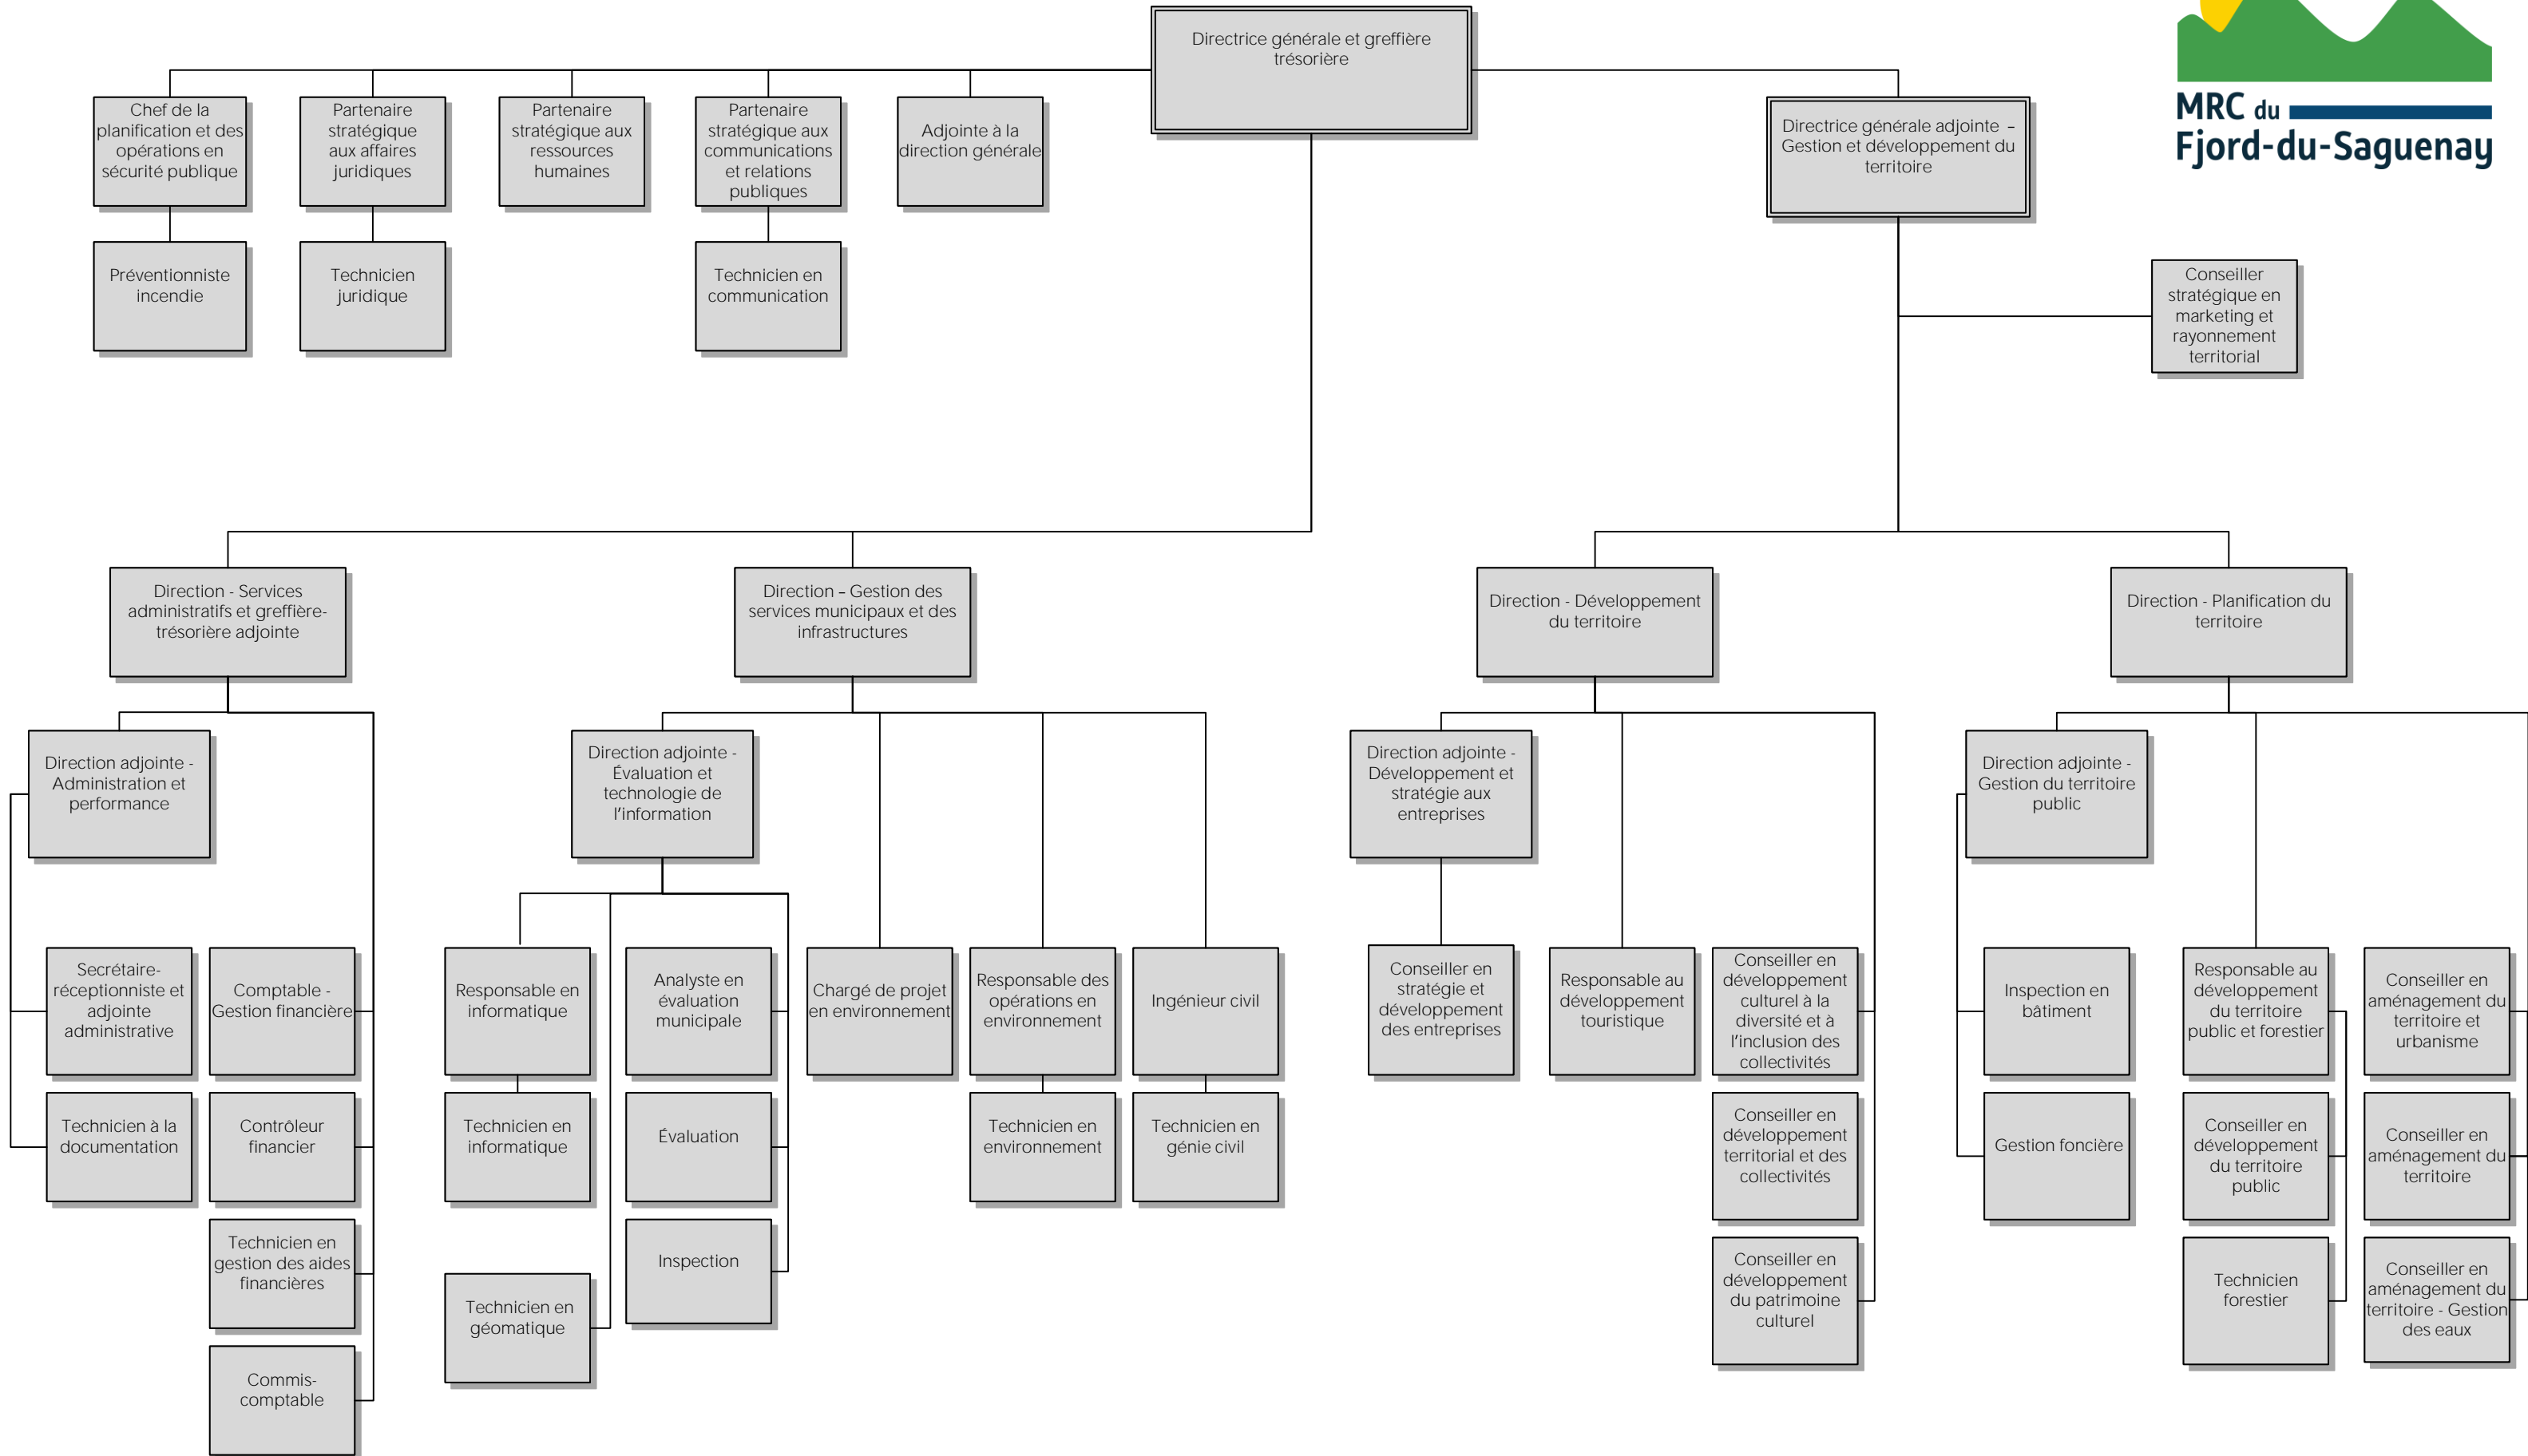 Directrice générale et greffière
trésorière
MRC du
Fjord-du-Saguenay
Chef de la
planification et des
opérations en
sécurité publique
Partenaire
stratégique
aux affaires
juridiques
Partenaire
stratégique aux
ressources
humaines
Partenaire
stratégique aux
communications
et relations
publiques
Adjointe à la
direction générale
Directrice générale adjointe –
Gestion et développement du
territoire
Préventionniste
incendie
Technicien
juridique
Technicien en
communication
Conseiller
stratégique en
marketing et
rayonnement
territorial
Direction - Services
administratifs et greffière-
trésorière adjointe
Direction – Gestion des
services municipaux et des
infrastructures
Direction - Développement
du territoire
Direction - Planification du
territoire
Direction adjointe -
Administration et
performance
Direction adjointe -
Évaluation et
technologie de
l'information
Direction adjointe -
Développement et
stratégie aux
entreprises
Direction adjointe -
Gestion du territoire
public
Secrétaire-
réceptionniste et
adjointe
administrative
Comptable -
Gestion financière
Responsable en
informatique
Analyste en
évaluation
municipale
Chargé de projet
en environnement
Responsable des
opérations en
environnement
Ingénieur civil
Conseiller en
stratégie et
développement
des entreprises
Responsable au
développement
touristique
Conseiller en
développement
culturel à la
diversité et à
l'inclusion des
collectivités
Inspection en
bâtiment
Responsable au
développement
du territoire
public et forestier
Conseiller en
aménagement du
territoire et
urbanisme
Technicien à la
documentation
Contrôleur
financier
Technicien en
informatique
Évaluation
Technicien en
environnement
Technicien en
génie civil
Conseiller en
développement
territorial et des
collectivités
Gestion foncière
Conseiller en
développement
du territoire
public
Conseiller en
aménagement du
territoire
Technicien en
gestion des aides
financières
Inspection
Technicien en
géomatique
Conseiller en
développement
du patrimoine
culturel
Technicien
forestier
Conseiller en
aménagement du
territoire - Gestion
des eaux
Commis-
comptable